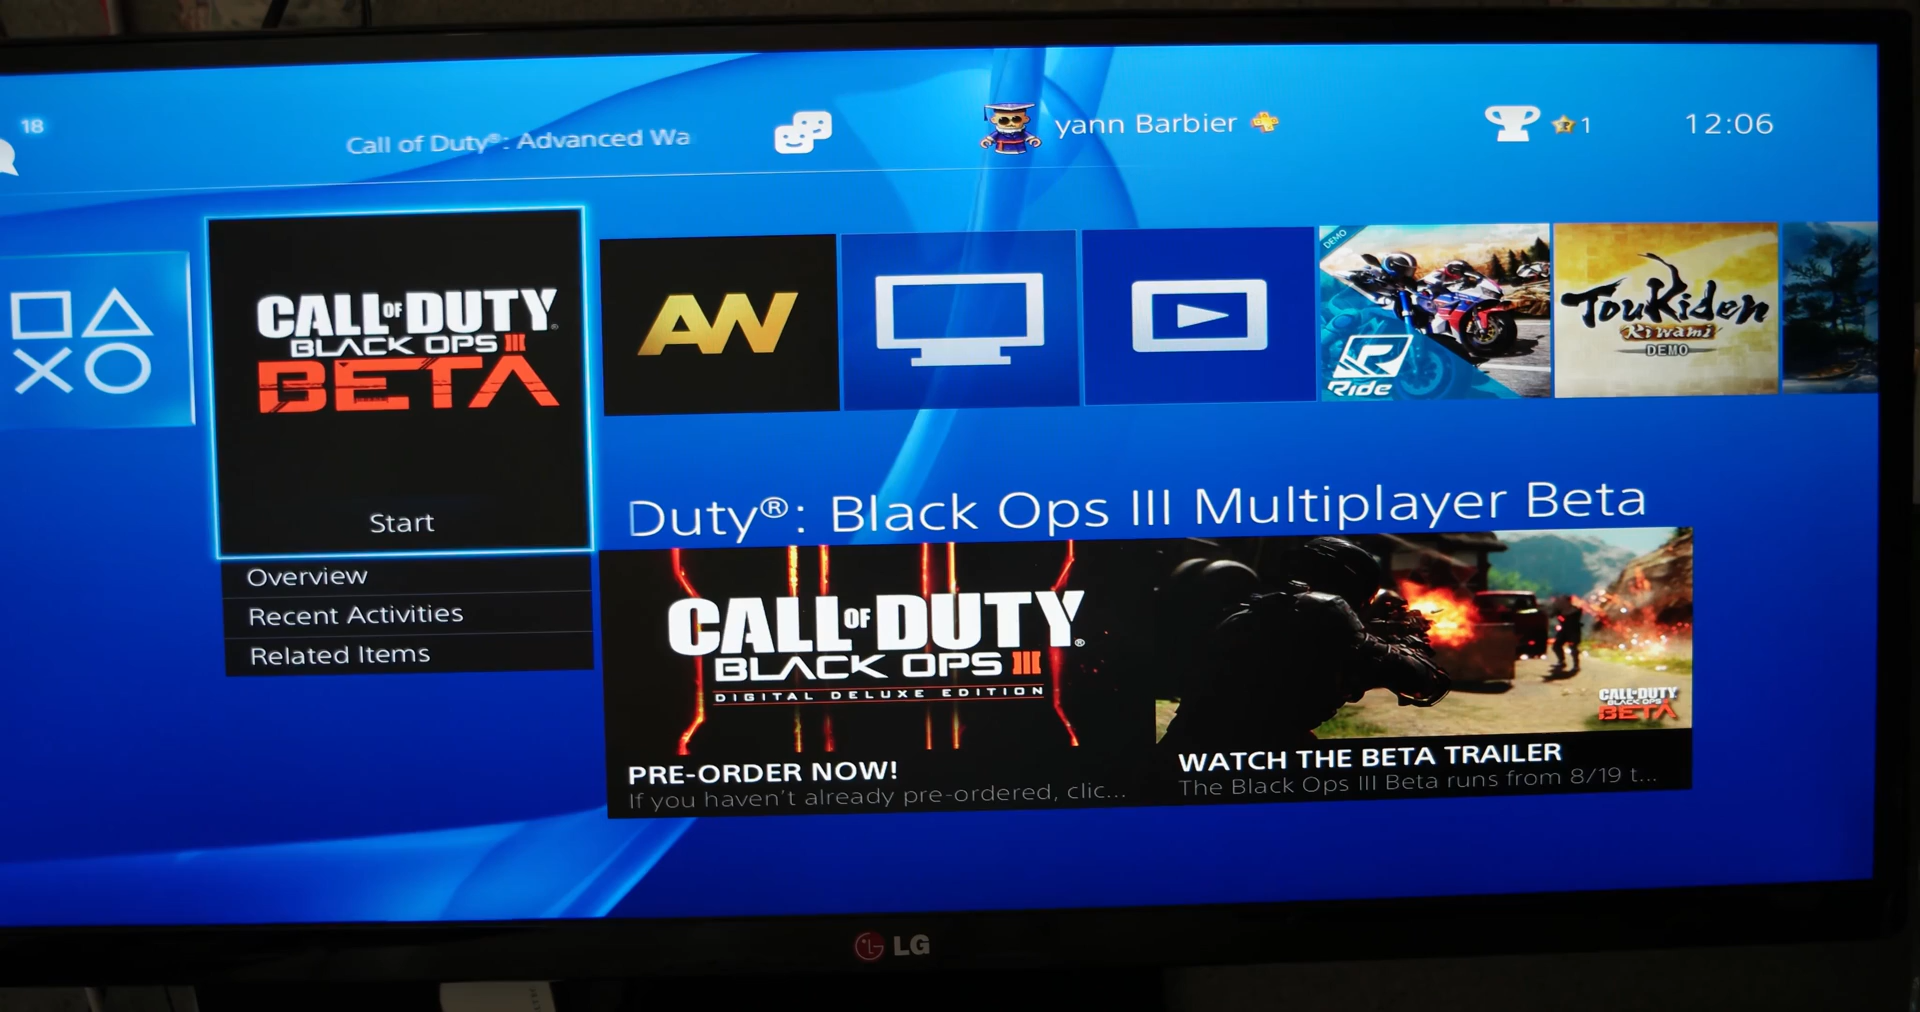 18
Call of Duty®: Advanced Wa
yann Barbier
1
12:06
CALL OF DUTY®
BLACK OPS III
BETA
Start
Overview
Recent Activities
Related Items
AW
DEMO
RIDE
TouKiden
Kiwami
DEMO
Duty®: Black Ops III Multiplayer Beta
CALL OF DUTY®
BLACK OPS III
DIGITAL DELUXE EDITION
PRE-ORDER NOW!
If you haven't already pre-ordered, clic...
CALL OF DUTY
BLACK OPS III
BETA
WATCH THE BETA TRAILER
The Black Ops III Beta runs from 8/19 t...
LG